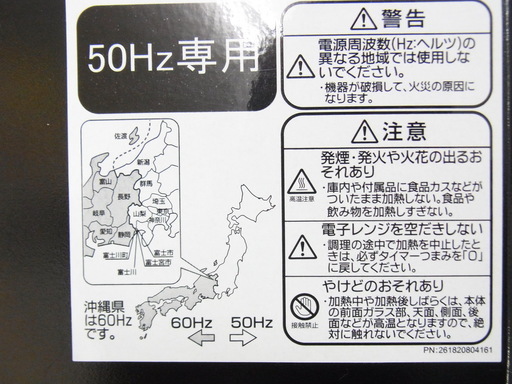 50Hz専用
警告
電源周波数(Hz:ヘルツ)の
異なる地域では使用しな
いでください。
・機器が破損して、火災の原因に
なります。
注意
発煙・発火や火花の出るお
それあり
・庫内や付属品に食品カスなどが
ついたまま加熱しない。食品や
飲み物を加熱しすぎない。
高温注意
電子レンジを空だきしない
・調理の途中で加熱を中止したと
きは、必ずタイマーつまみを「0」
に戻してください。
やけどのおそれあり
・加熱中や加熱後しばらくは、本体
の前面ガラス部、天面、側面、後
面などが高温となりますので、絶
対に触れないでください。
接触禁止
佐渡
新潟
富山
群馬
長野
埼玉
岐阜
山梨
東京
神奈川
愛知
静岡
富士川町
富士市
富士宮市
富士川
沖縄県
は60Hz
です。
60Hz
50Hz
PN:261820804161